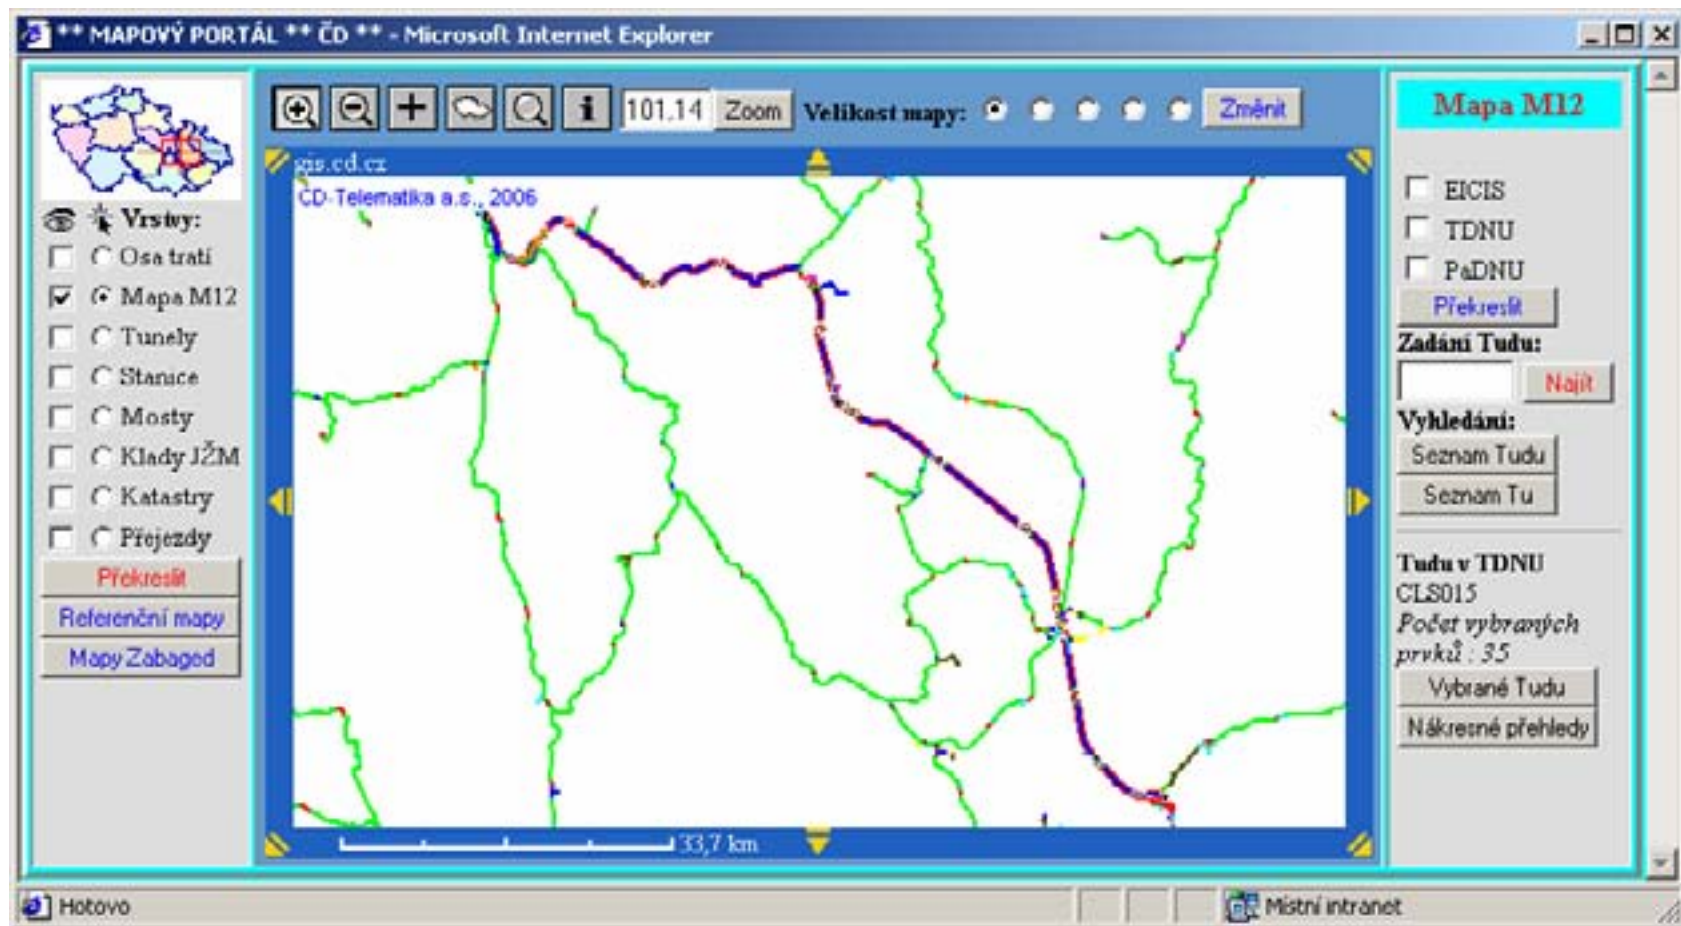 ** MAPOVÝ PORTÁL ** ČD ** - Microsoft Internet Explorer
101.14
Zoom
Velikost mapy:
Změnit
gis.cd.cz
ČD-Telematika a.s., 2006
Vrstvy:
Osa tratí
Mapa M12
Tunely
Stanice
Mosty
Klady JŽM
Katastry
Přejezdy
Překreslit
Referenční mapy
Mapy Zabaged
33,7 km
Mapa M12
EICIS
TDNU
PaDNU
Překreslit
Zadání Tudu:
Najít
Vyhledání:
Seznam Tudu
Seznam Tu
Tudu v TDNU
CLS015
Počet vybraných
prvků : 35
Vybrané Tudu
Nákresné přehledy
Hotovo
Místní intranet